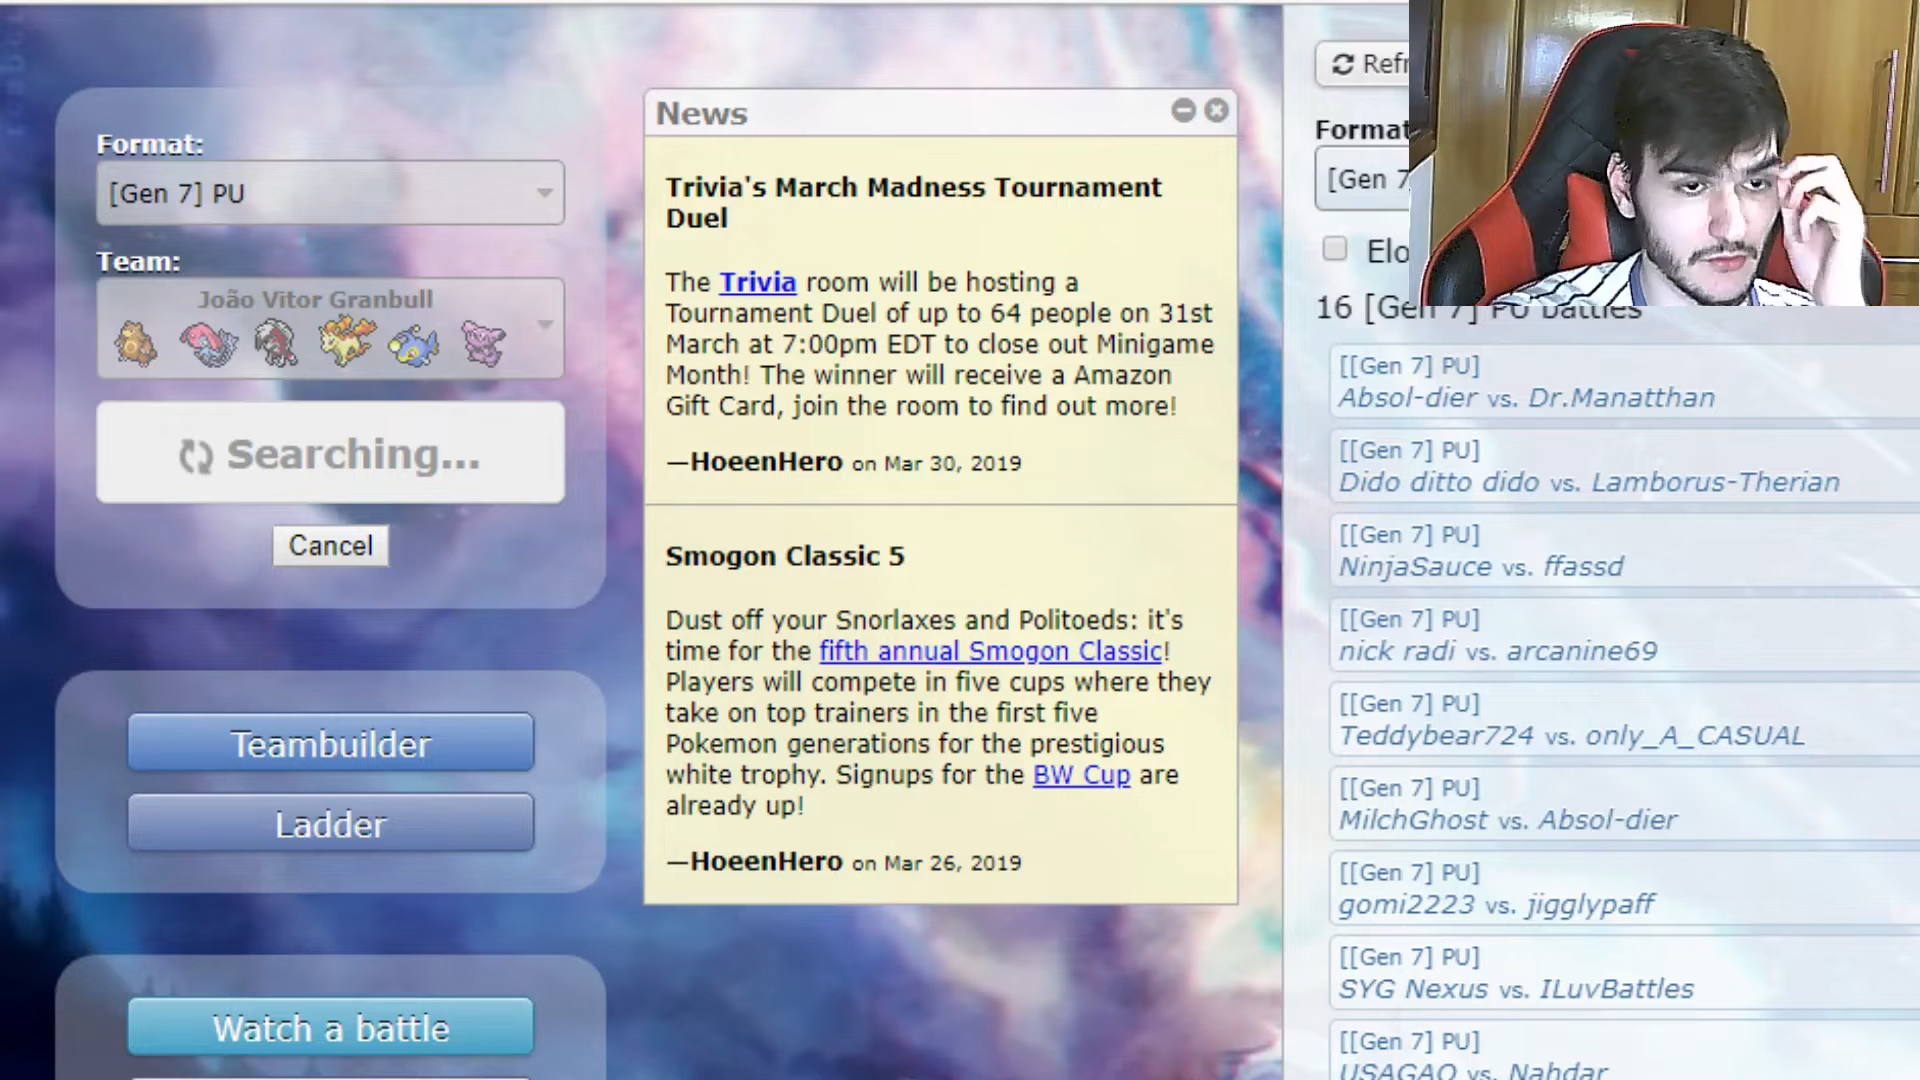 Format:
[Gen 7] PU
Team:
João Vitor Granbull
Searching...
Cancel
Teambuilder
Ladder
Watch a battle
News
Trivia's March Madness Tournament
Duel
The Trivia room will be hosting a
Tournament Duel of up to 64 people on 31st
March at 7:00pm EDT to close out Minigame
Month! The winner will receive a Amazon
Gift Card, join the room to find out more!
—HoeenHero on Mar 30, 2019
Smogon Classic 5
Dust off your Snorlaxes and Politoeds: it's
time for the fifth annual Smogon Classic!
Players will compete in five cups where they
take on top trainers in the first five
Pokemon generations for the prestigious
white trophy. Signups for the BW Cup are
already up!
—HoeenHero on Mar 26, 2019
Refr
Format
[Gen 7
Elo
16 [Gen 7] PU battles
[[Gen 7] PU]
Absol-dier vs. Dr.Manatthan
[[Gen 7] PU]
Dido ditto dido vs. Lamborus-Therian
[[Gen 7] PU]
NinjaSauce vs. ffassd
[[Gen 7] PU]
nick radi vs. arcanine69
[[Gen 7] PU]
Teddybear724 vs. only_A_CASUAL
[[Gen 7] PU]
MilchGhost vs. Absol-dier
[[Gen 7] PU]
gomi2223 vs. jigglypaff
[[Gen 7] PU]
SYG Nexus vs. ILuvBattles
[[Gen 7] PU]
USAGAO vs. Nahdar